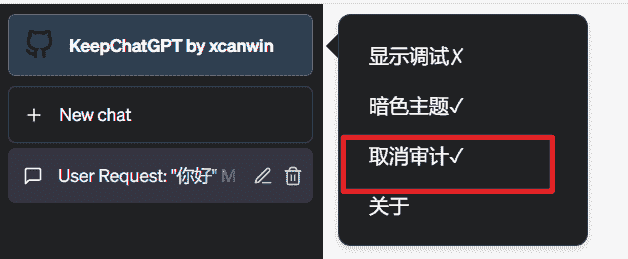 KeepChatGPT by xcanwin
New chat
User Request: "你好" M
显示调试✗
暗色主题✓
取消审计✓
关于